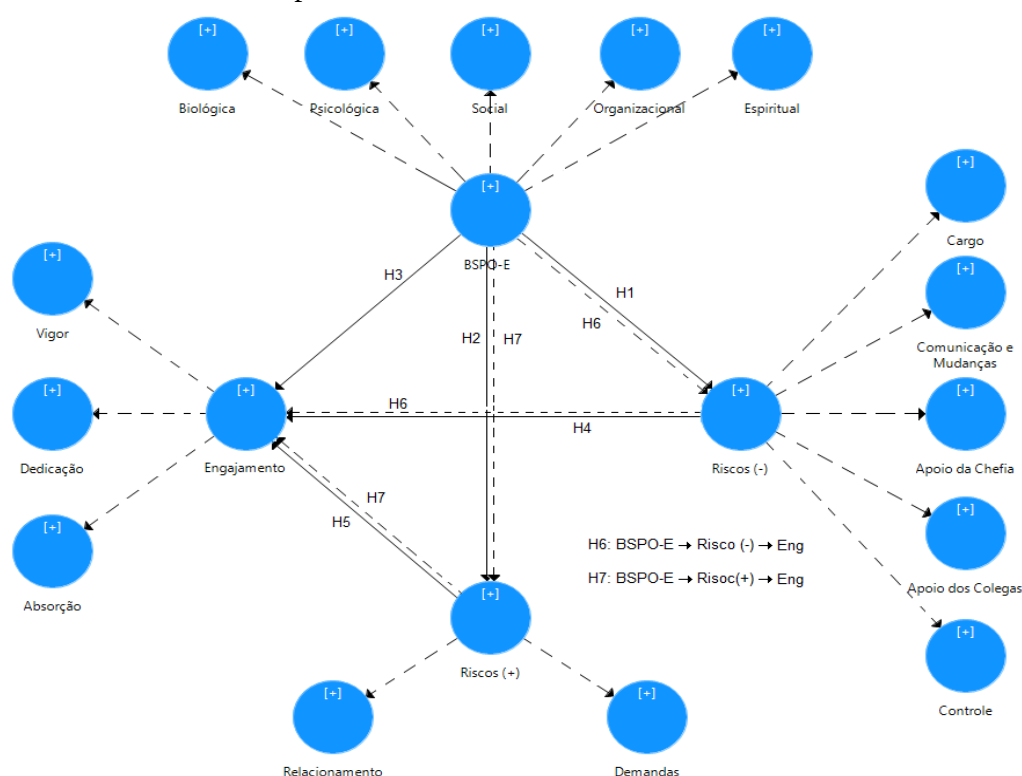 [+] [+] [+] [+] [+]
Biológica Psicológica Social Organizacional Espiritual
[+]
Cargo
[+]
BSPO-E
[+]
Vigor
H3
H1
H6
H2 H7
[+]
Comunicação e
Mudanças
[+]
Dedicação
[+]
Engajamento
H6
H4
[+]
Riscos (-)
[+]
Apoio da Chefia
H7
H5
[+]
Absorção
H6: BSPO-E → Risco (-) → Eng
H7: BSPO-E → Risoc(+) → Eng
[+]
Apoio dos Colegas
[+]
Riscos (+)
[+]
Controle
[+]
Relacionamento
[+]
Demandas